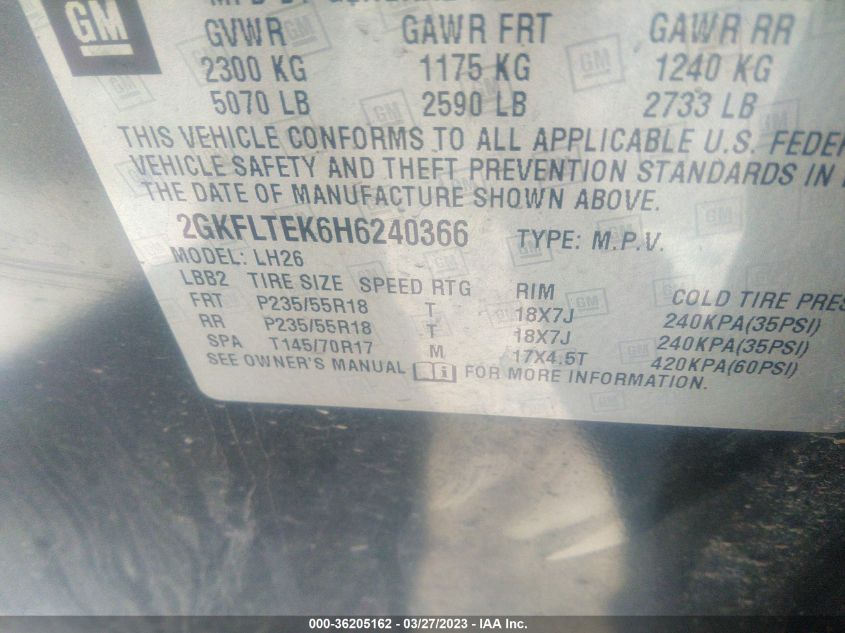 GM
GVWR GAWR FRT GAWR RR
2300 KG 1175 KG 1240 KG
5070 LB 2590 LB 2733 LB
THIS VEHICLE CONFORMS TO ALL APPLICABLE U.S.
VEHICLE SAFETY AND THEFT PREVENTION STANDARDS IN
THE DATE OF MANUFACTURE SHOWN ABOVE.
2GKFLTEK6H6240366 TYPE: M.P.V.
MODEL: LH26
LBB2 TIRE SIZE SPEED RTG RIM COLD TIRE
FRT P235/55R18 T 18X7J 240KPA(35PSI)
RR P235/55R18 T 18X7J 240KPA(35PSI)
SPA T145/70R17 M 17X4.5T 420KPA(60PSI)
SEE OWNER'S MANUAL FOR MORE INFORMATION.
000-36205162 - 03/27/2023 - IAA Inc.